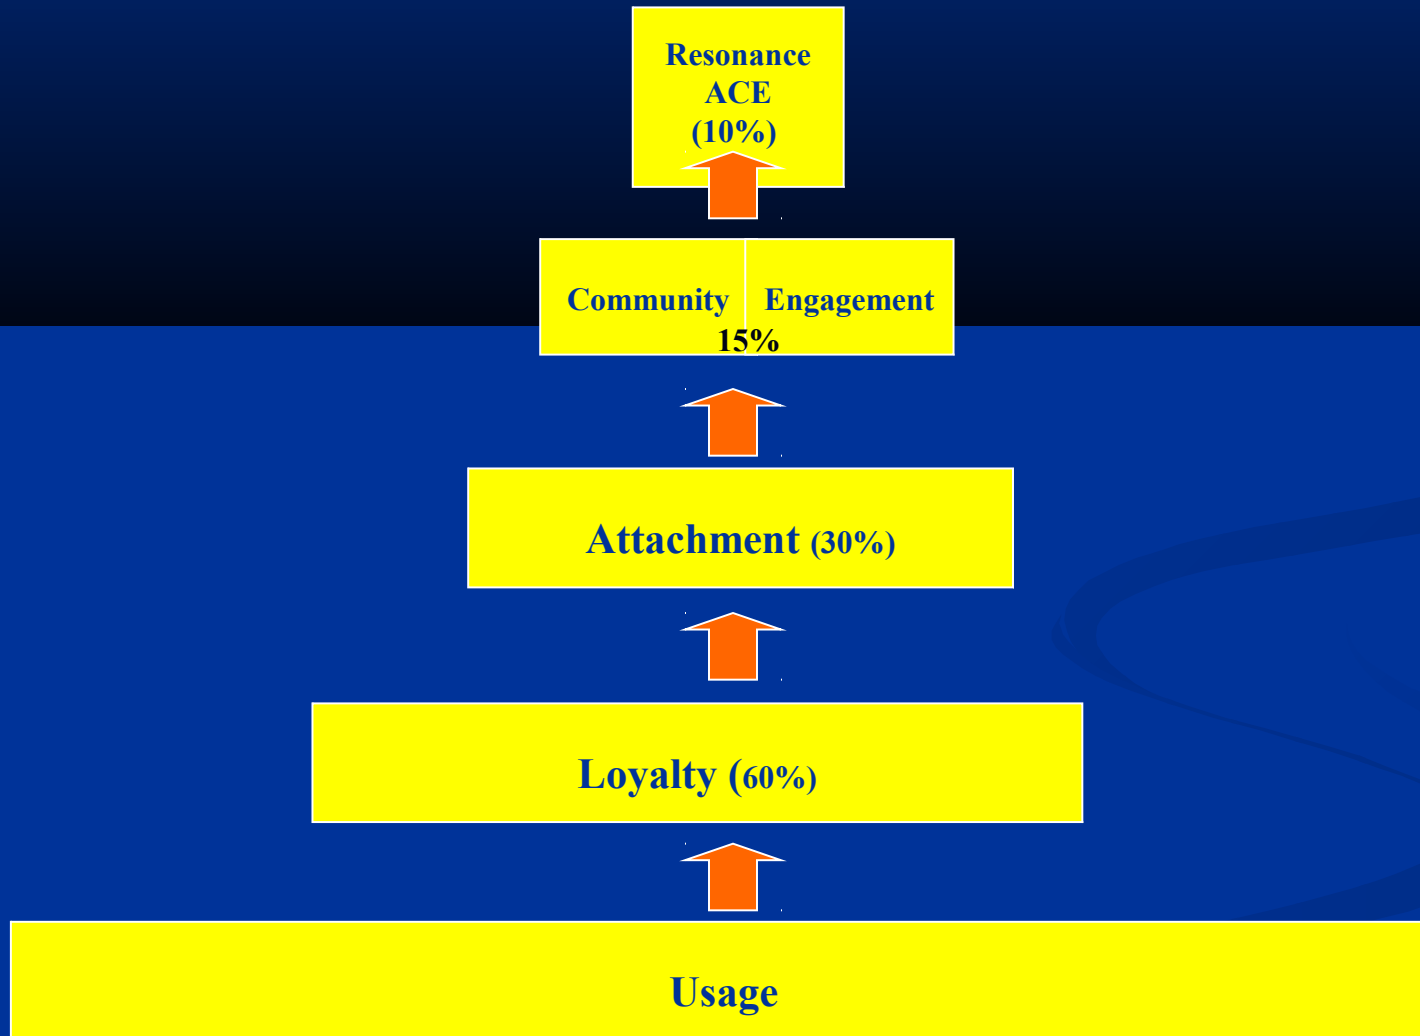 Resonance
ACE
(10%)
Community Engagement
15%
Attachment (30%)
Loyalty (60%)
Usage